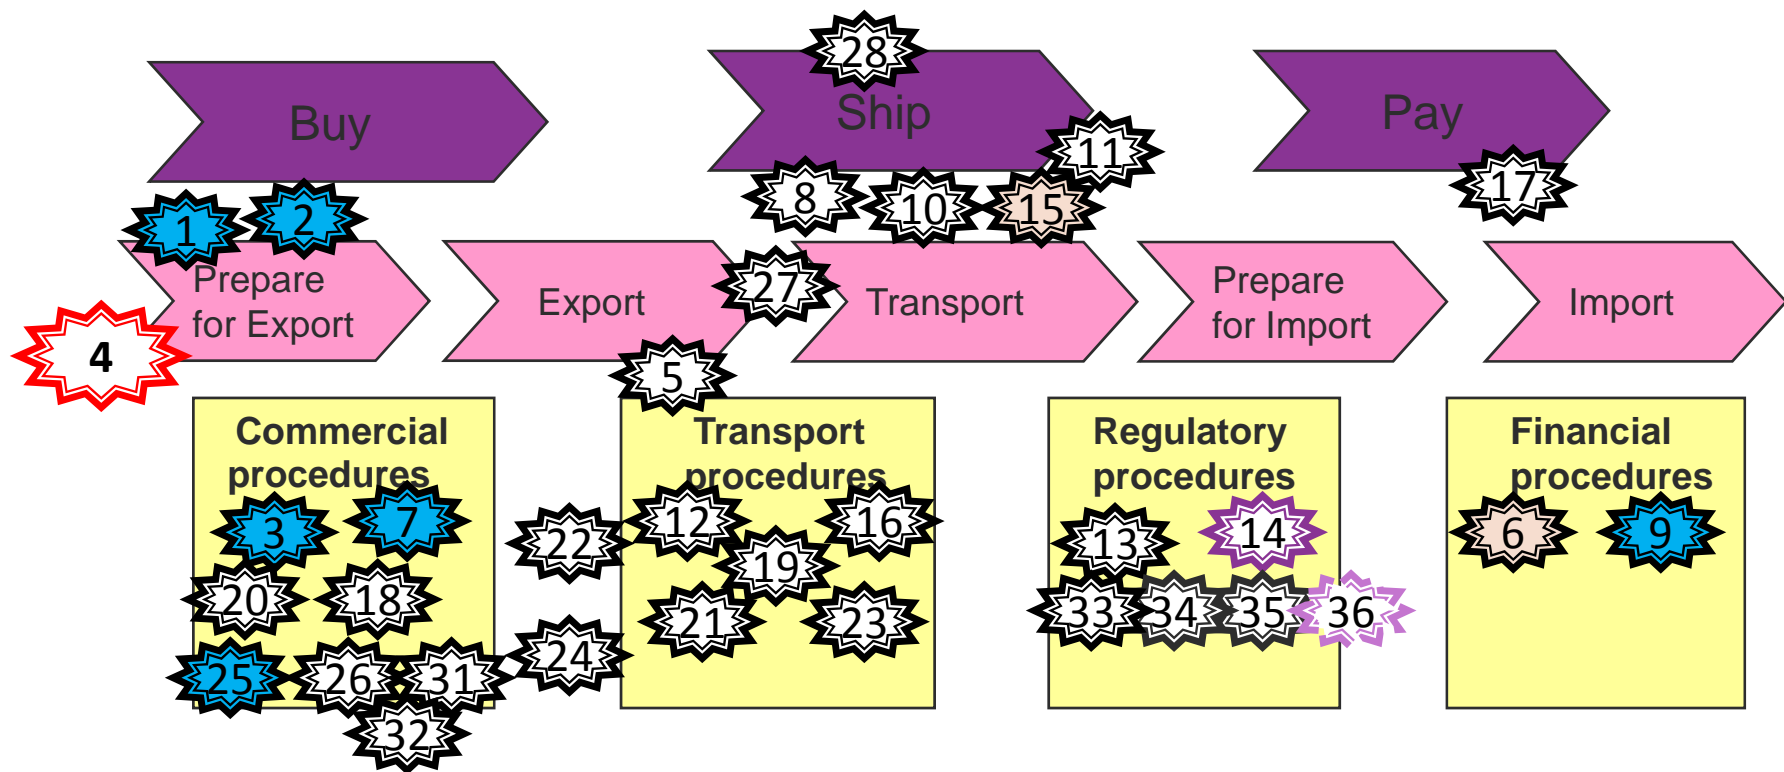 28
Buy
Ship
Pay
11
8
10
15
17
1
2
Prepare
for Export
Export
27
Transport
Prepare
for Import
Import
4
5
Commercial
procedures
Transport
procedures
Regulatory
procedures
Financial
procedures
3
7
22
12
16
19
13
14
6
9
20
18
21
23
33
34
35
36
25
26
31
24
32